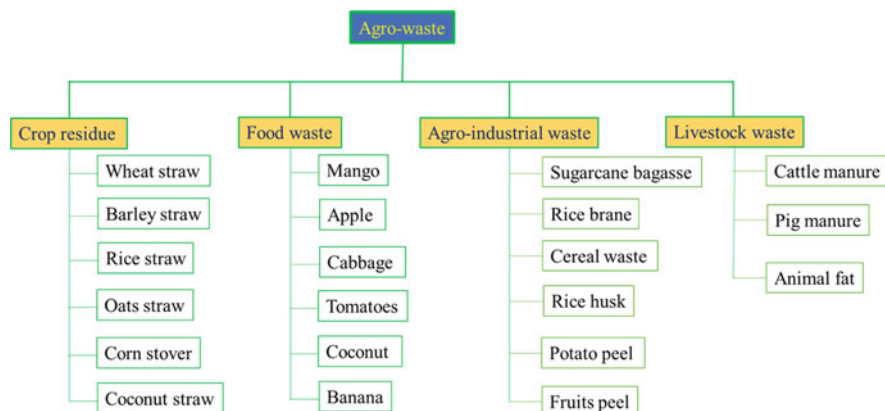 Agro-waste
Crop residue
Wheat straw
Barley straw
Rice straw
Oats straw
Corn stover
Coconut straw
Food waste
Mango
Apple
Cabbage
Tomatoes
Coconut
Banana
Agro-industrial waste
Sugarcane bagasse
Rice brane
Cereal waste
Rice husk
Potato peel
Fruits peel
Livestock waste
Cattle manure
Pig manure
Animal fat